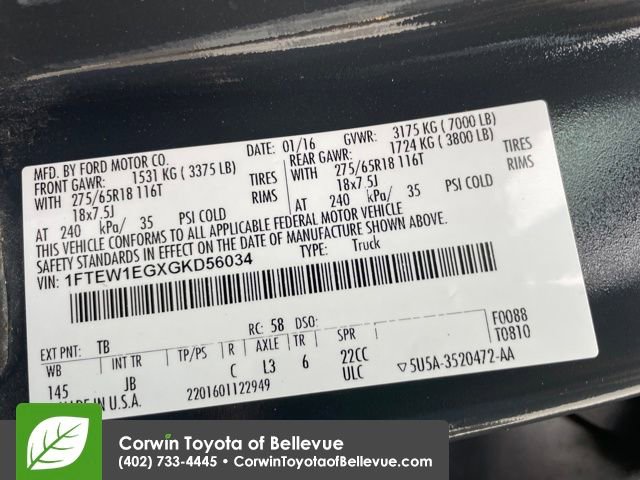 MFD. BY FORD MOTOR CO.
DATE: 01/16 GVWR: 3175 KG ( 7000 LB)
FRONT GAWR: 1531 KG ( 3375 LB) REAR GAWR: 1724 KG ( 3800 LB)
WITH 275/65R18 116T TIRES WITH 275/65R18 116T TIRES
18x7.5J RIMS 18x7.5J RIMS
AT 240 kPa/ 35 PSI COLD AT 240 kPa/ 35 PSI COLD
THIS VEHICLE CONFORMS TO ALL APPLICABLE FEDERAL MOTOR VEHICLE
SAFETY STANDARDS IN EFFECT ON THE DATE OF MANUFACTURE SHOWN ABOVE.
VIN: 1FTEW1EGXGKD56034 TYPE: Truck
F0088
T0810
EXT PNT: TB RC: 58 DSO:
WB INT TR TP/PS R AXLE TR SPR
145 JB C L3 6 22CC
ULC ▽5U5A-3520472-AA
MADE IN U.S.A. 2201601122949
Corwin Toyota of Bellevue
(402) 733-4445 • CorwinToyotaofBellevue.com